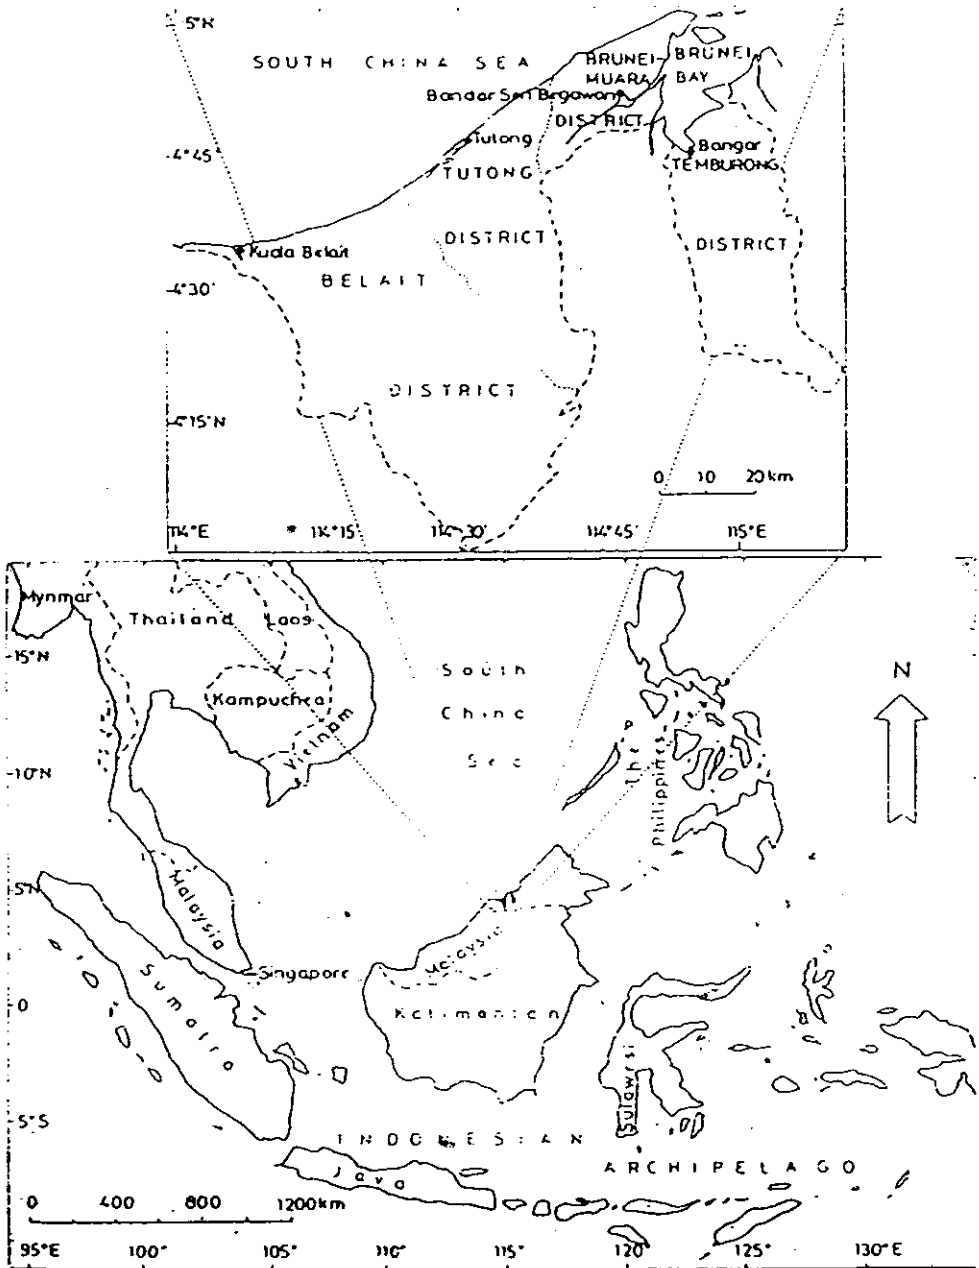 5°N
SOUTH CHINA SEA
BRUNEI-
MUARA
BRUNEI
BAY
Bandar Seri Begawan
DISTRICT
Tutong
4°45'
TUTONG
Bangar
TEMBURONG
DISTRICT
DISTRICT
Kuala Belait
BELAIT
4°30'
DISTRICT
4°15'N
0 10 20km
114°E 114°15' 114°30' 114°45' 115°E
Mynmar
Thailand Laos
15°N
South
China
Sea
N
Kampuchea
Vietnam
10°N
The
Philippines
Malaysia
5°N
Malaysia
Singapore
Sumatra
0
Kalimantan
Sulawesi
5°S
INDONESIAN
ARCHIPELAGO
Java
0 400 800 1200km
95°E 100° 105° 110° 115° 120° 125° 130°E